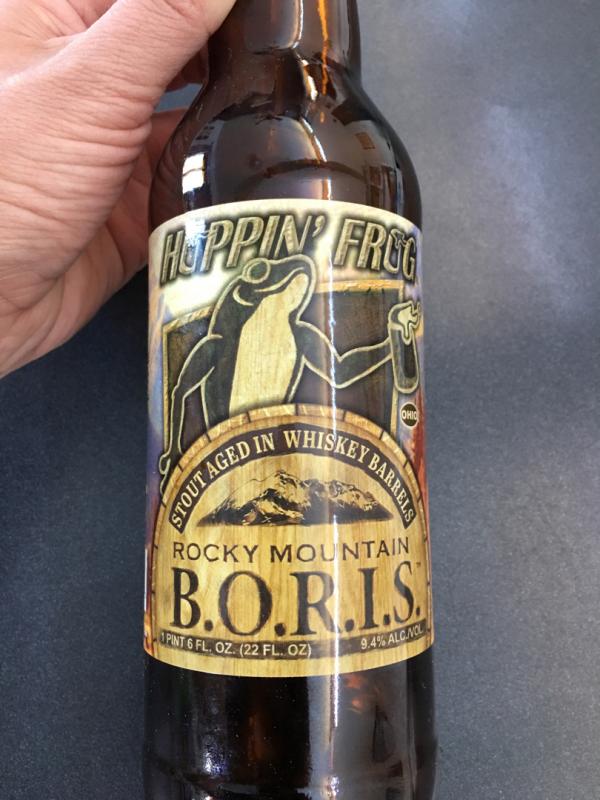 HOPPIN' FROG
OHIO
STOUT AGED IN WHISKEY BARRELS
ROCKY MOUNTAIN
B.O.R.I.S.™
1 PINT 6 FL. OZ. (22 FL. OZ) 9.4% ALC./VOL.